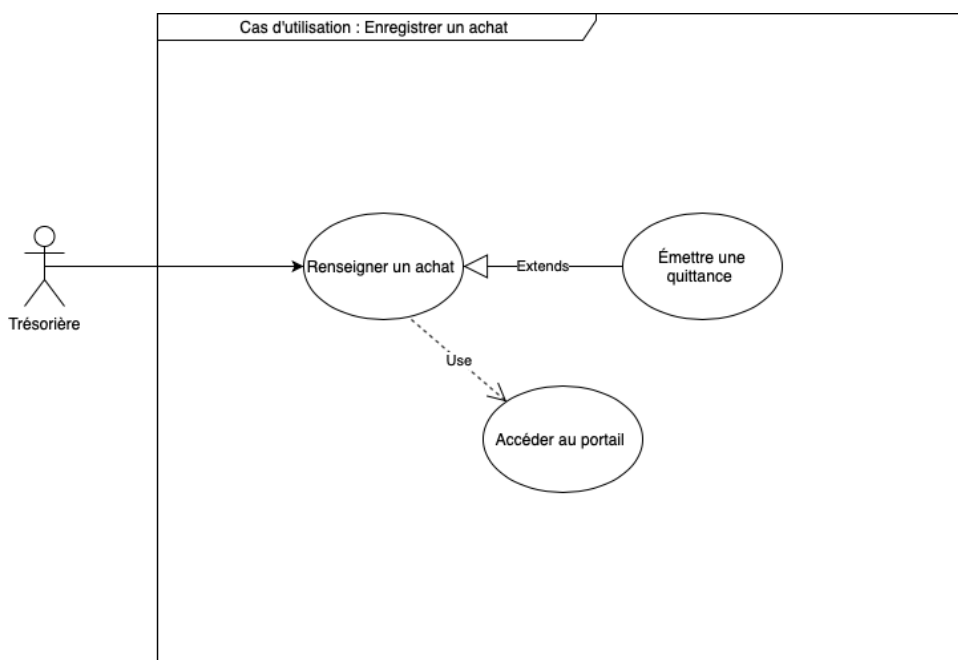 Cas d'utilisation : Enregistrer un achat
Trésorière
Renseigner un achat
Extends
Émettre une
quittance
Use
Accéder au portail